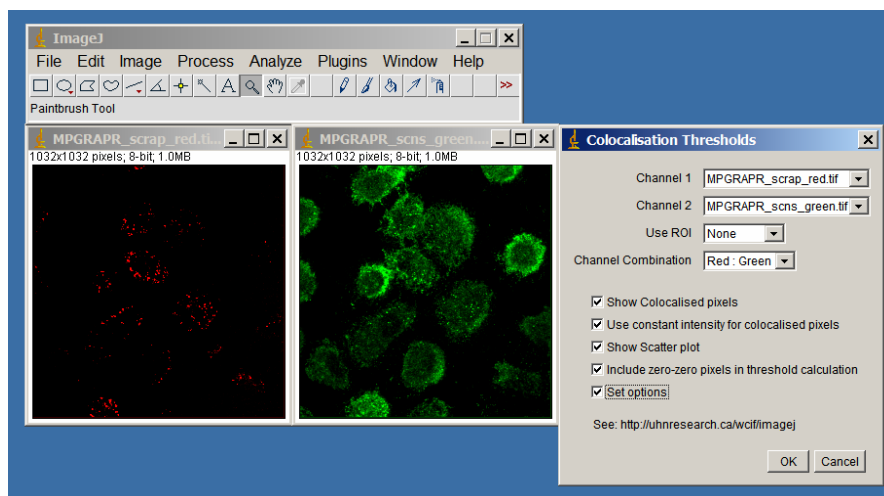 ImageJ
File Edit Image Process Analyze Plugins Window Help
A
>>
Paintbrush Tool
MPGRAPR_scrap_red.ti...
1032x1032 pixels; 8-bit; 1.0MB
MPGRAPR_scns_green....
1032x1032 pixels; 8-bit; 1.0MB
Colocalisation Thresholds
Channel 1 MPGRAPR_scrap_red.tif
Channel 2 MPGRAPR_scns_green.tif
Use ROI None
Channel Combination Red : Green
Show Colocalised pixels
Use constant intensity for colocalised pixels
Show Scatter plot
Include zero-zero pixels in threshold calculation
Set options
See: http://uhnresearch.ca/wcif/imagej
OK Cancel